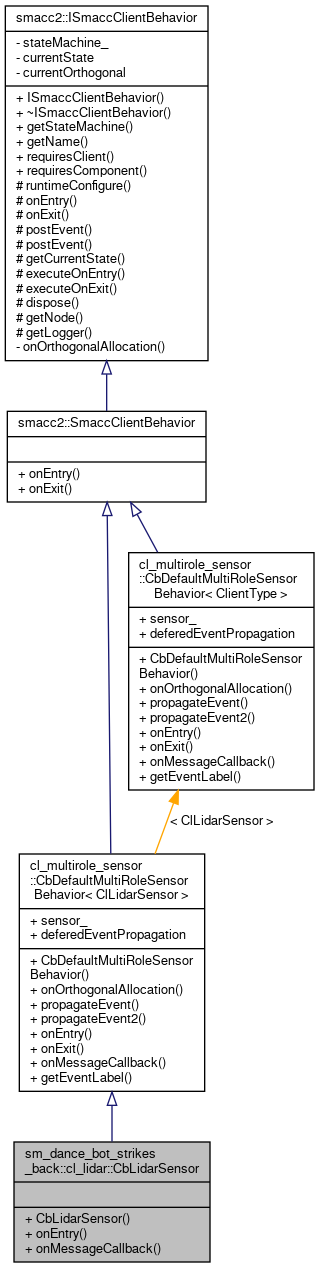 smacc2::ISmaccClientBehavior
- stateMachine_
- currentState
- currentOrthogonal
+ ISmaccClientBehavior()
+ ~ISmaccClientBehavior()
+ getStateMachine()
+ getName()
+ requiresClient()
+ requiresComponent()
# runtimeConfigure()
# onEntry()
# onExit()
# postEvent()
# postEvent()
# getCurrentState()
# executeOnEntry()
# executeOnExit()
# dispose()
# getNode()
# getLogger()
- onOrthogonalAllocation()
smacc2::SmaccClientBehavior
+ onEntry()
+ onExit()
cl_multirole_sensor
::CbDefaultMultiRoleSensor
Behavior< ClientType >
+ sensor_
+ deferedEventPropagation
+ CbDefaultMultiRoleSensor
Behavior()
+ onOrthogonalAllocation()
+ propagateEvent()
+ propagateEvent2()
+ onEntry()
+ onExit()
+ onMessageCallback()
+ getEventLabel()
< ClLidarSensor >
cl_multirole_sensor
::CbDefaultMultiRoleSensor
Behavior< ClLidarSensor >
+ sensor_
+ deferedEventPropagation
+ CbDefaultMultiRoleSensor
Behavior()
+ onOrthogonalAllocation()
+ propagateEvent()
+ propagateEvent2()
+ onEntry()
+ onExit()
+ onMessageCallback()
+ getEventLabel()
sm_dance_bot_strikes
_back::cl_lidar::CbLidarSensor
+ CbLidarSensor()
+ onEntry()
+ onMessageCallback()